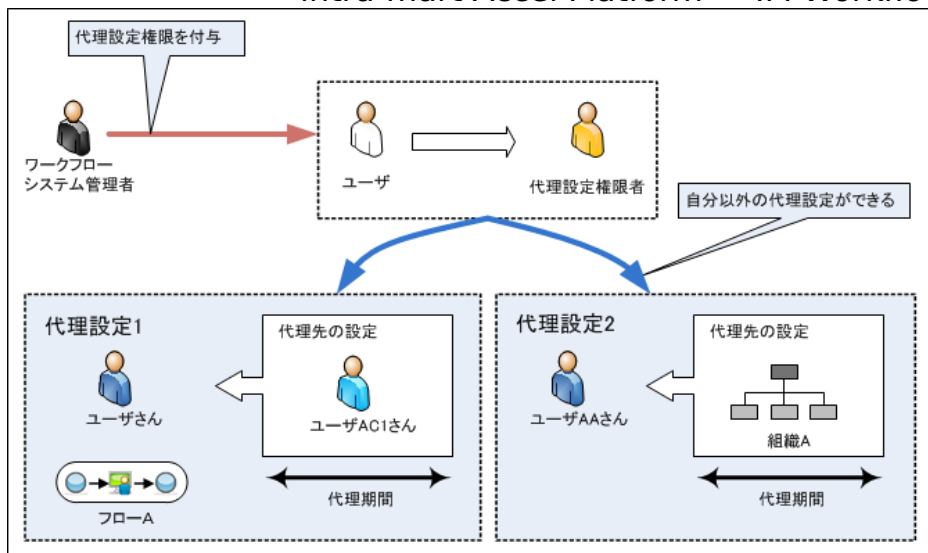 代理設定権限を付与
ワークフロー
システム管理者
ユーザ
代理設定権限者
自分以外の代理設定ができる
代理設定1
代理先の設定
ユーザさん
ユーザAC1さん
フローA
代理期間
代理設定2
代理先の設定
ユーザAAさん
組織A
代理期間